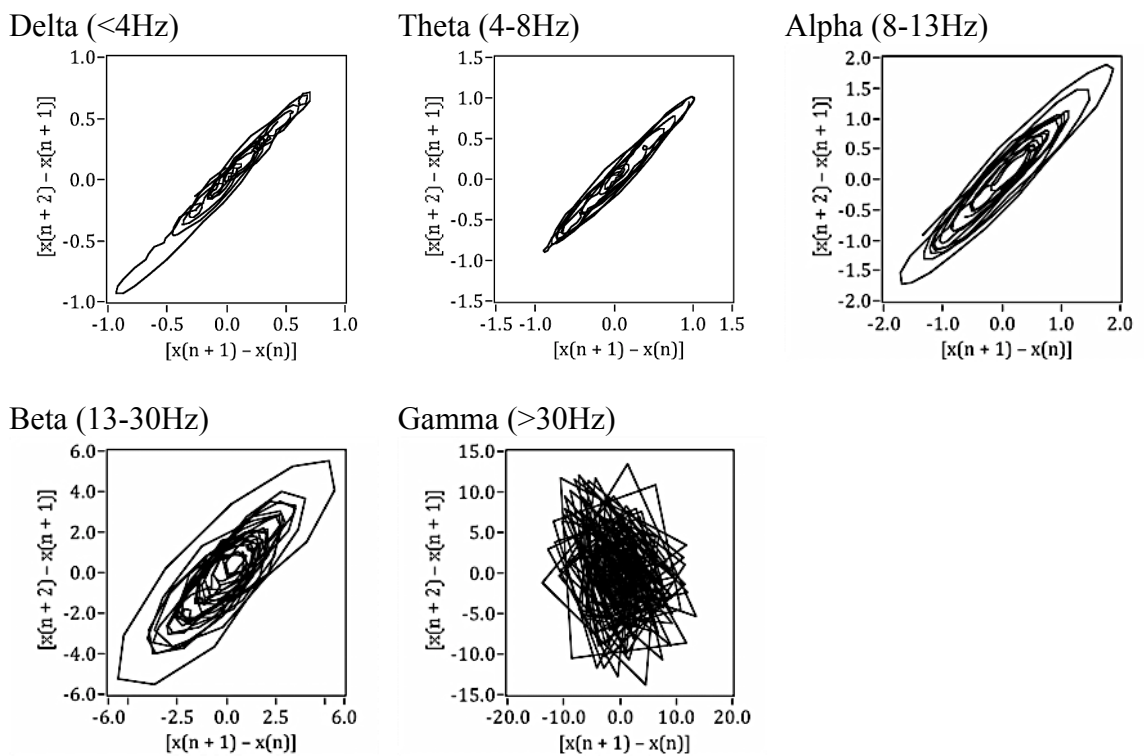 Delta (<4Hz)
1.0
0.5
0.0
-0.5
-1.0
-1.0 -0.5 0.0 0.5 1.0
[x(n + 2) – x(n + 1)]
[x(n + 1) – x(n)]
Theta (4-8Hz)
1.5
1.0
0.5
0.0
-0.5
-1.0
-1.5
-1.5 -1.0 0.0 1.0 1.5
[x(n + 2) – x(n + 1)]
[x(n + 1) – x(n)]
Alpha (8-13Hz)
2.0
1.5
1.0
0.5
0.0
-0.5
-1.0
-1.5
-2.0
-2.0 -1.0 0.0 1.0 2.0
[x(n + 2) – x(n + 1)]
[x(n + 1) – x(n)]
Beta (13-30Hz)
6.0
4.0
2.0
0.0
-2.0
-4.0
-6.0
-6.0 -2.5 0.0 2.5 6.0
[x(n + 2) – x(n + 1)]
[x(n + 1) – x(n)]
Gamma (>30Hz)
15.0
10.0
5.0
0.0
-5.0
-10.0
-15.0
-20.0 -10.0 0.0 10.0 20.0
[x(n + 2) – x(n + 1)]
[x(n + 1) – x(n)]